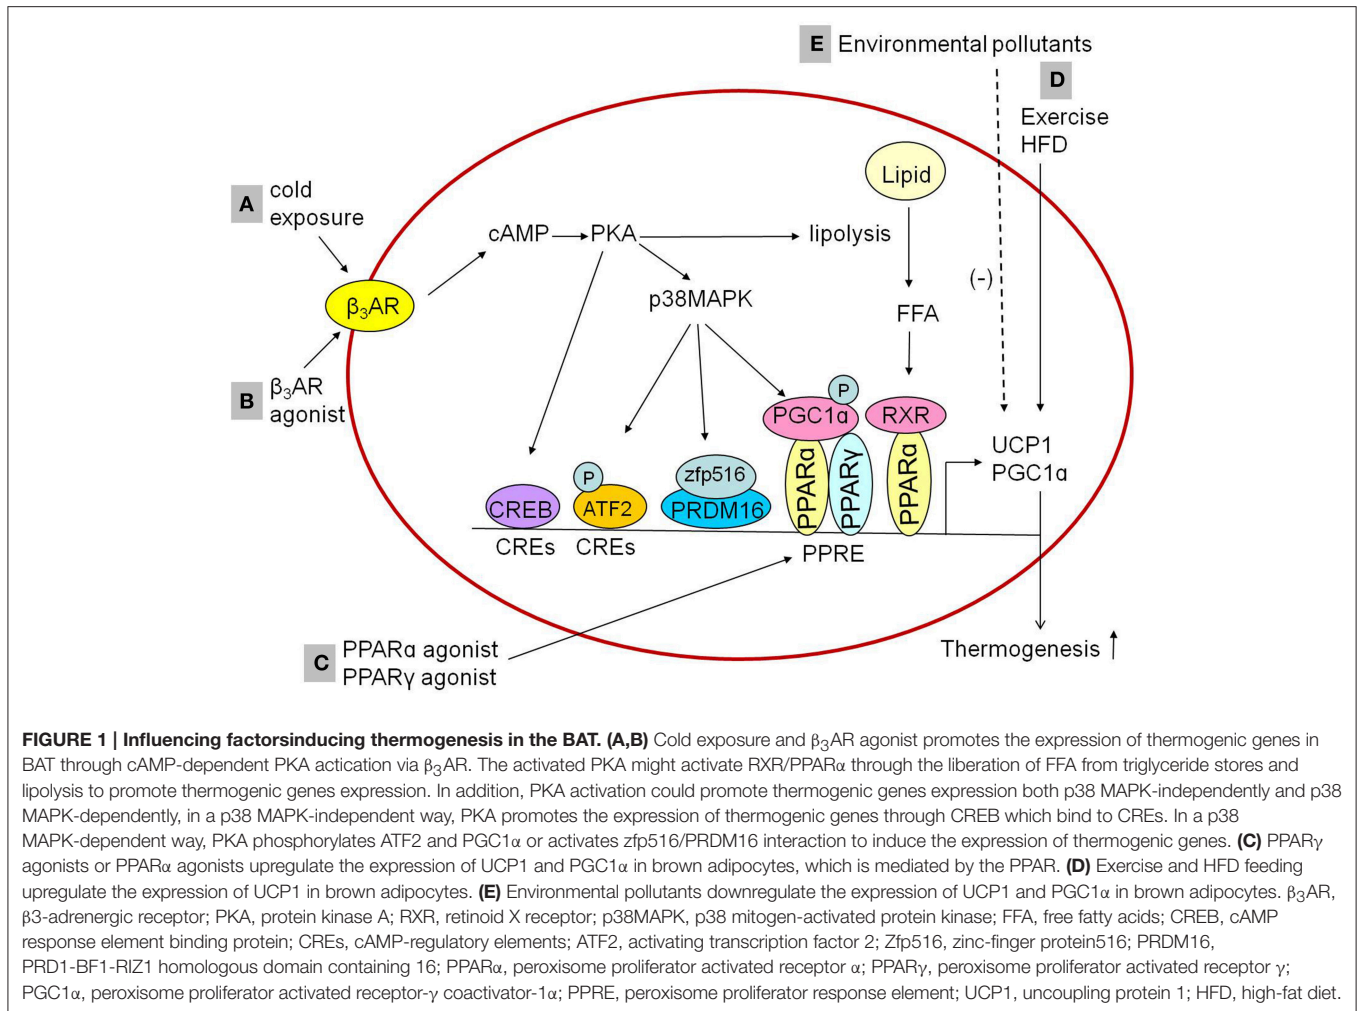 E Environmental pollutants
D
Exercise
HFD
Lipid
A cold
exposure
cAMP PKA lipolysis
(-)
p38MAPK
β3AR
FFA
B β3AR
agonist
P
PGC1α RXR
UCP1
PGC1α
PPARα PPARγ PPARα
zfp516
P
CREB ATF2 PRDM16
CREs CREs PPRE
C PPARα agonist
PPARγ agonist
Thermogenesis
FIGURE 1 | Influencing factorsinducing thermogenesis in the BAT. (A,B) Cold exposure and β3AR agonist promotes the expression of thermogenic genes in
BAT through cAMP-dependent PKA actication via β3AR. The activated PKA might activate RXR/PPARα through the liberation of FFA from triglyceride stores and
lipolysis to promote thermogenic genes expression. In addition, PKA activation could promote thermogenic genes expression both p38 MAPK-independently and p38
MAPK-dependently, in a p38 MAPK-independent way, PKA promotes the expression of thermogenic genes through CREB which bind to CREs. In a p38
MAPK-dependent way, PKA phosphorylates ATF2 and PGC1α or activates zfp516/PRDM16 interaction to induce the expression of thermogenic genes. (C) PPARγ
agonists or PPARα agonists upregulate the expression of UCP1 and PGC1α in brown adipocytes, which is mediated by the PPAR. (D) Exercise and HFD feeding
upregulate the expression of UCP1 in brown adipocytes. (E) Environmental pollutants downregulate the expression of UCP1 and PGC1α in brown adipocytes. β3AR,
β3-adrenergic receptor; PKA, protein kinase A; RXR, retinoid X receptor; p38MAPK, p38 mitogen-activated protein kinase; FFA, free fatty acids; CREB, cAMP
response element binding protein; CREs, cAMP-regulatory elements; ATF2, activating transcription factor 2; Zfp516, zinc-finger protein516; PRDM16,
PRD1-BF1-RIZ1 homologous domain containing 16; PPARα, peroxisome proliferator activated receptor α; PPARγ, peroxisome proliferator activated receptor γ;
PGC1α, peroxisome proliferator activated receptor-γ coactivator-1α; PPRE, peroxisome proliferator response element; UCP1, uncoupling protein 1; HFD, high-fat diet.